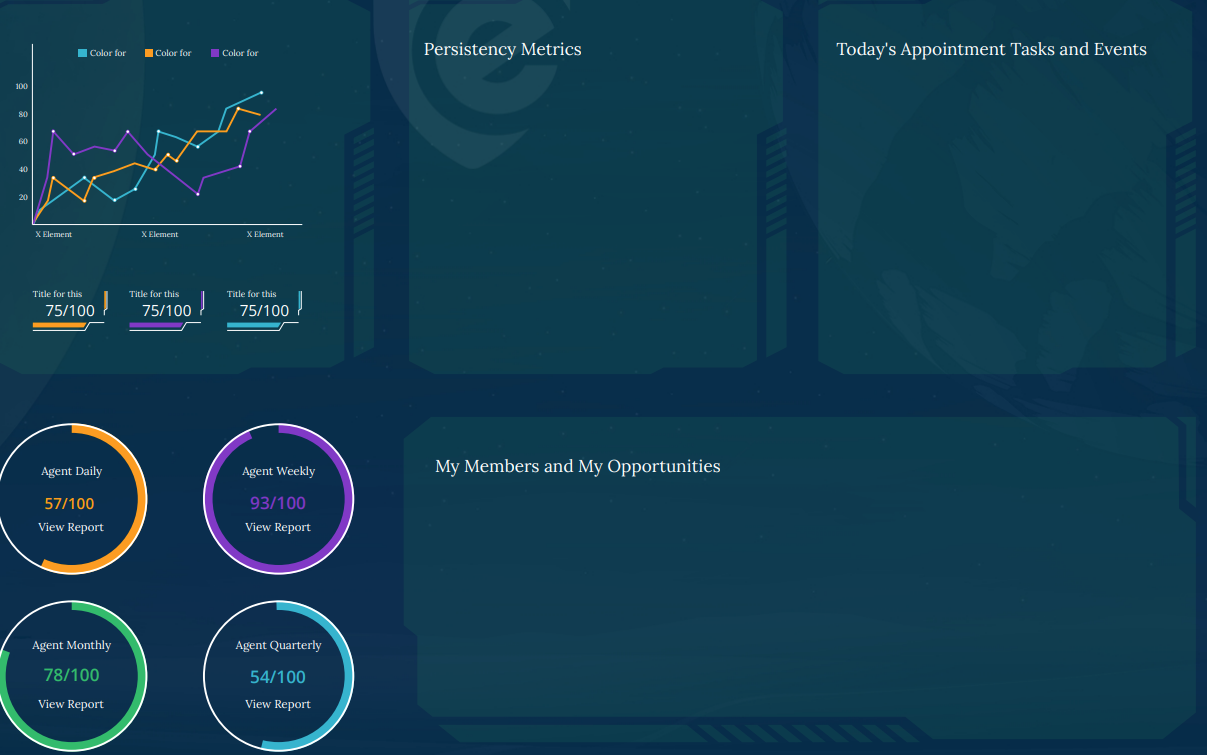 Color for
Color for
Color for
100
80
60
40
20
X Element
X Element
X Element
Title for this
75/100
Title for this
75/100
Title for this
75/100
Persistency Metrics
Today's Appointment Tasks and Events
Agent Daily
57/100
View Report
Agent Weekly
93/100
View Report
Agent Monthly
78/100
View Report
Agent Quarterly
54/100
View Report
My Members and My Opportunities